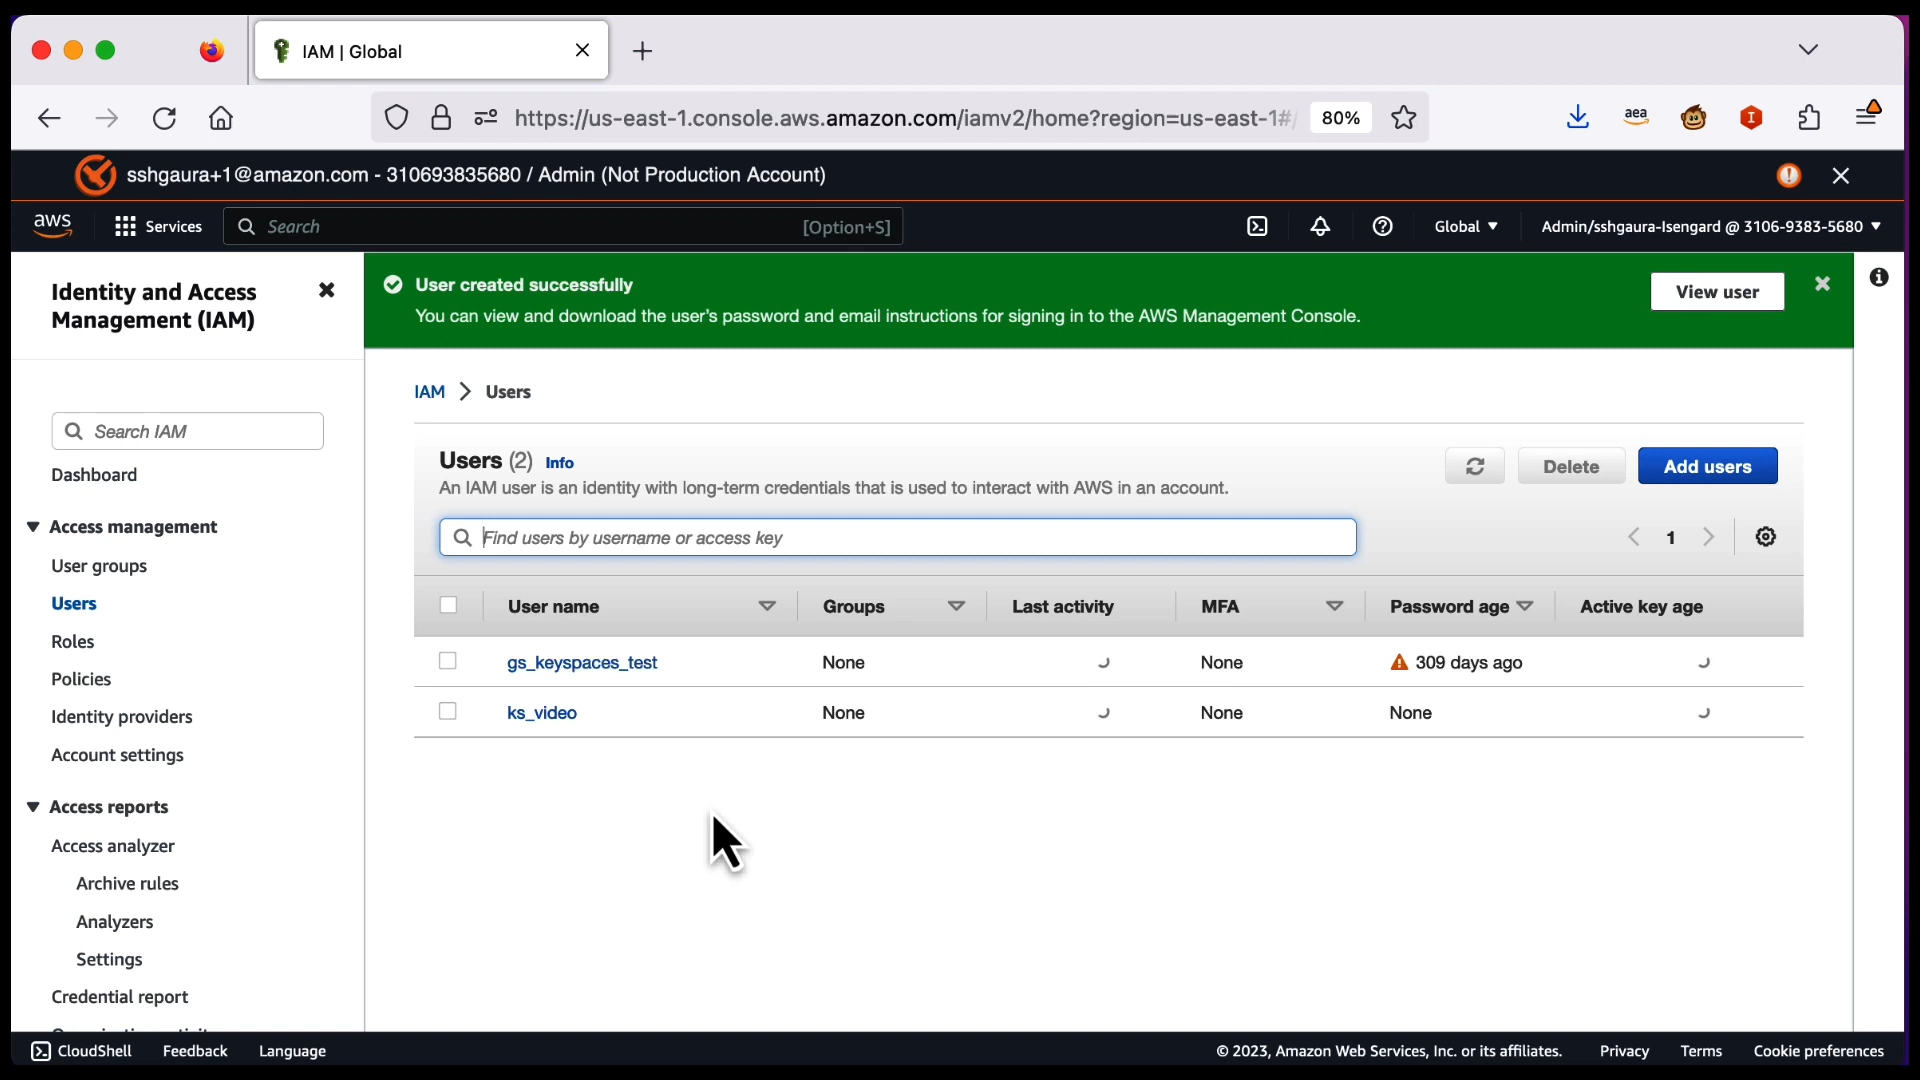 IAM | Global
https://us-east-1.console.aws.amazon.com/iamv2/home?region=us-east-1#/
80%
aea
sshgaura+1@amazon.com - 310693835680 / Admin (Not Production Account)
aws
Services
Search
[Option+S]
Global
Admin/sshgaura-Isengard @ 3106-9383-5680
Identity and Access
Management (IAM)
Search IAM
Dashboard
Access management
User groups
Users
Roles
Policies
Identity providers
Account settings
Access reports
Access analyzer
Archive rules
Analyzers
Settings
Credential report
User created successfully
You can view and download the user's password and email instructions for signing in to the AWS Management Console.
View user
IAM > Users
Users (2) Info
An IAM user is an identity with long-term credentials that is used to interact with AWS in an account.
Delete
Add users
Find users by username or access key
1
User name Groups Last activity MFA Password age Active key age
gs_keyspaces_test None None 309 days ago
ks_video None None None
CloudShell Feedback Language
© 2023, Amazon Web Services, Inc. or its affiliates. Privacy Terms Cookie preferences